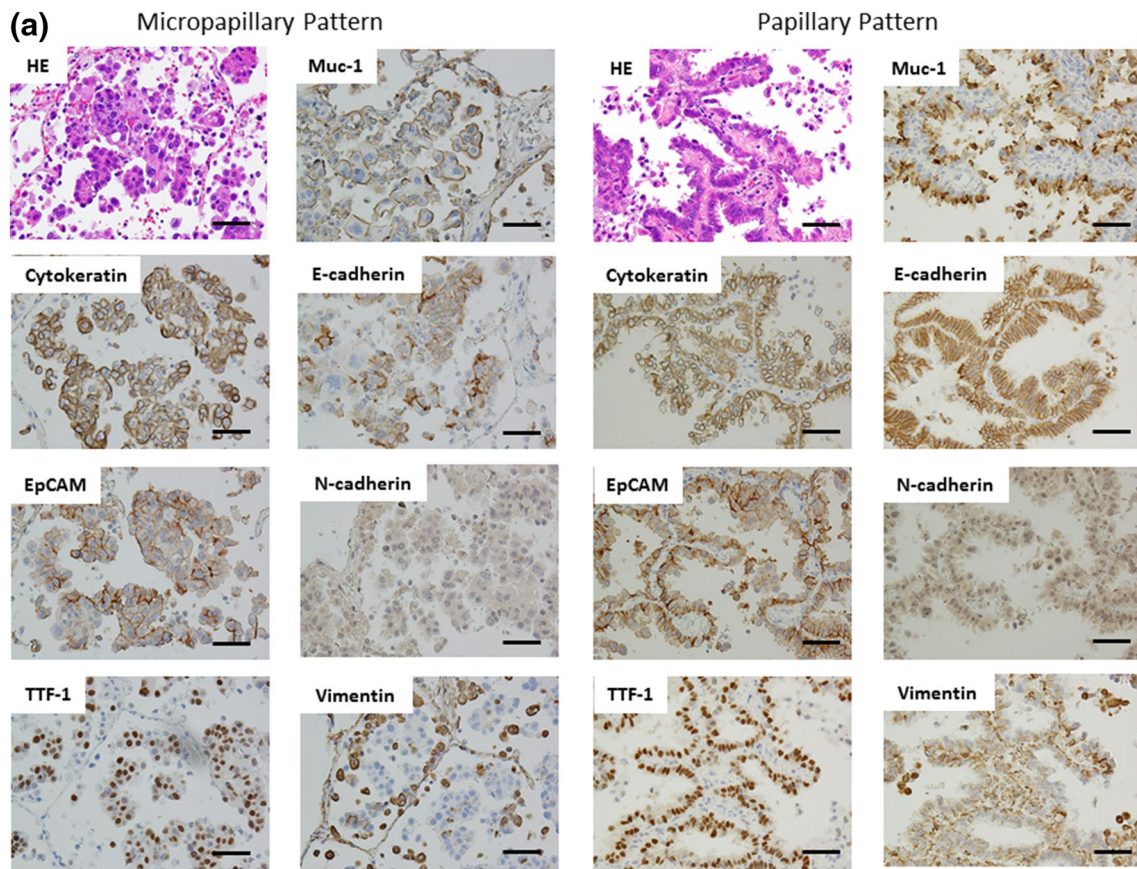 (a)
Micropapillary Pattern
Papillary Pattern
HE
Muc-1
HE
Muc-1
Cytokeratin
E-cadherin
Cytokeratin
E-cadherin
EpCAM
N-cadherin
EpCAM
N-cadherin
TTF-1
Vimentin
TTF-1
Vimentin